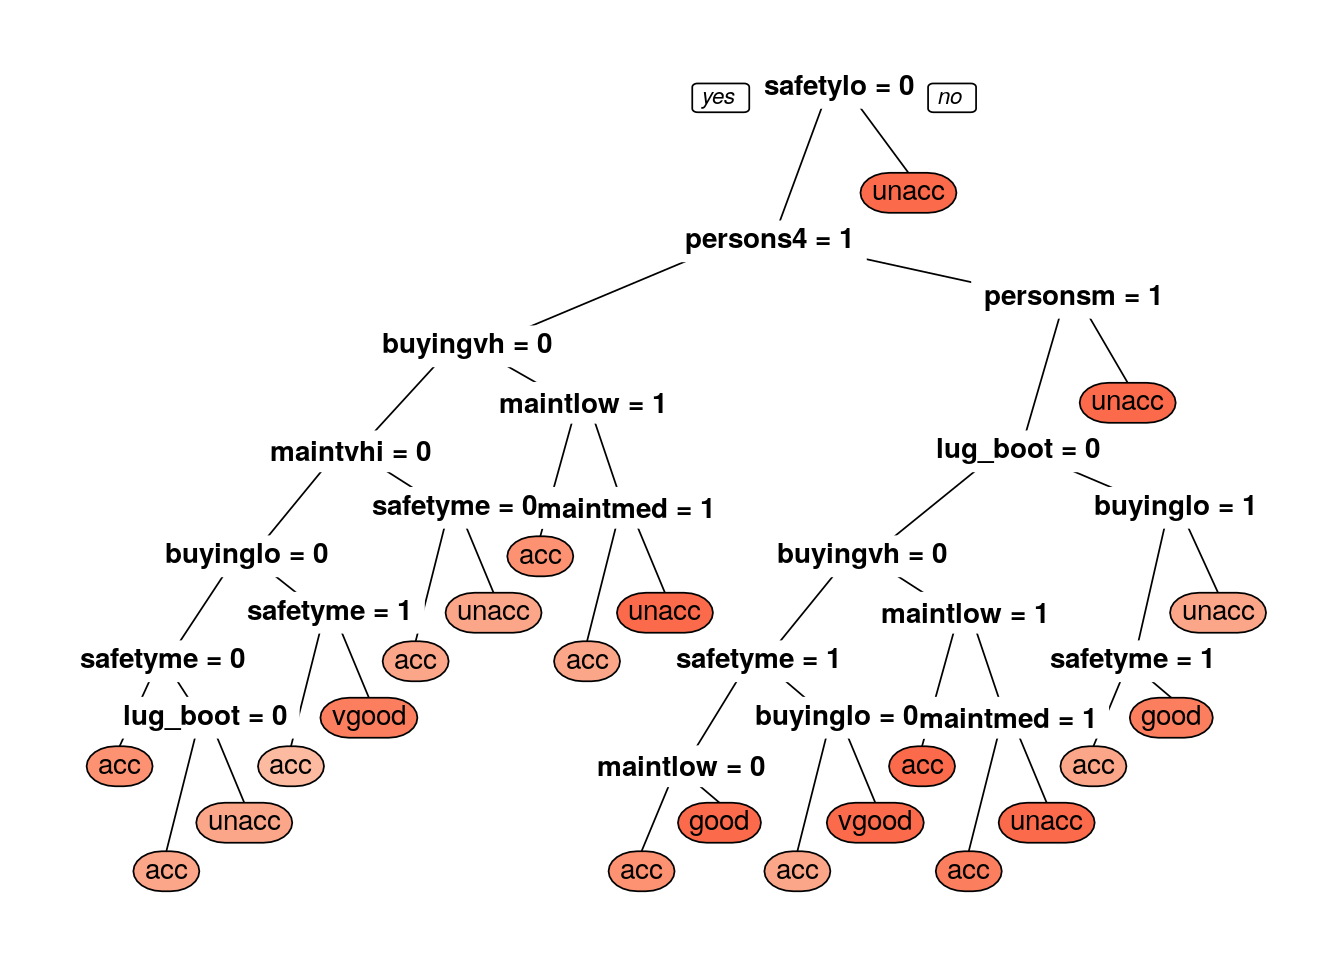 yes safetylo = 0 no
unacc
persons4 = 1
personsm = 1
buyingvh = 0
maintlow = 1
unacc
maintvhi = 0
lug_boot = 0
safetyme = 0 maintmed = 1
buyinglo = 1
buyinglo = 0
acc
buyingvh = 0
safetyme = 1
unacc
unacc
maintlow = 1
unacc
safetyme = 0
acc
acc
safetyme = 1
safetyme = 1
lug_boot = 0
vgood
buyinglo = 0 maintmed = 1
good
acc
acc
maintlow = 0
acc
acc
unacc
good
vgood
unacc
acc
acc
acc
acc